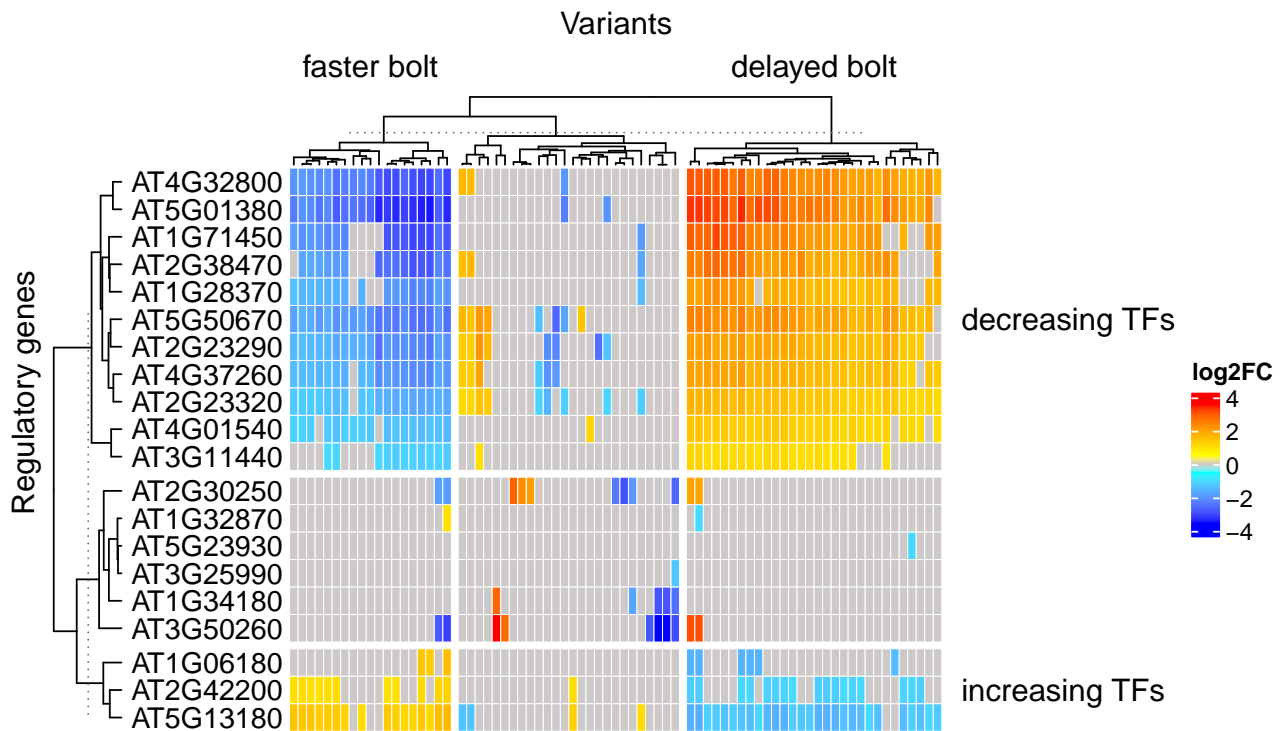 Variants
faster bolt
delayed bolt
Regulatory genes
AT4G32800
AT5G01380
AT1G71450
AT2G38470
AT1G28370
AT5G50670
AT2G23290
AT4G37260
AT2G23320
AT4G01540
AT3G11440
AT2G30250
AT1G32870
AT5G23930
AT3G25990
AT1G34180
AT3G50260
AT1G06180
AT2G42200
AT5G13180
decreasing TFs
increasing TFs
log2FC
4
2
0
−2
−4